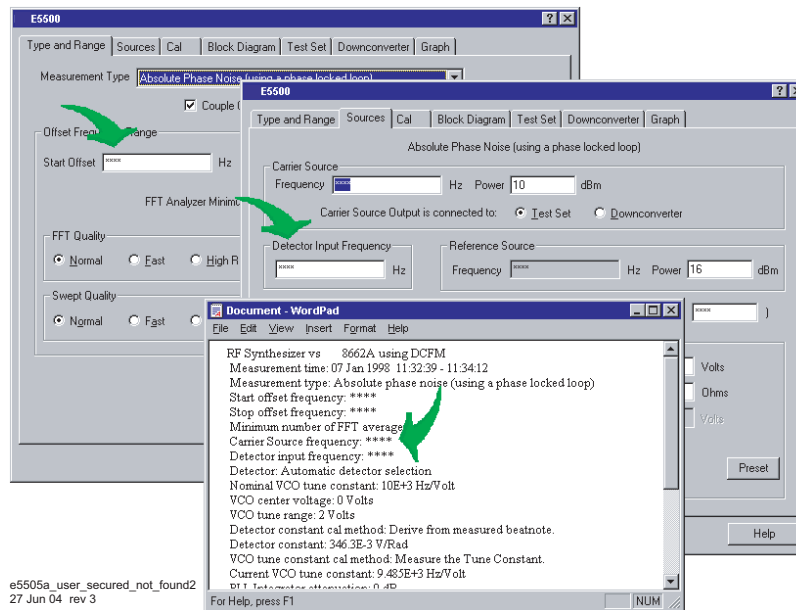 E5500
Type and Range Sources Cal Block Diagram Test Set Downconverter Graph
Measurement Type Absolute Phase Noise (using a phase locked loop)
Couple
Offset Frequency Range
Start Offset **** Hz
FFT Analyzer
FFT Quality
Normal Fast High R
Swept Quality
Normal Fast
E5500
Type and Range Sources Cal Block Diagram Test Set Downconverter Graph
Absolute Phase Noise (using a phase locked loop)
Carrier Source
Frequency **** Hz Power 10 dBm
Carrier Source Output is connected to: Test Set Downconverter
Detector Input Frequency
**** Hz
Reference Source
Frequency **** Hz Power 16 dBm
**** )
Volts
Ohms
Volts
Preset
Help
Document - WordPad
File Edit View Insert Format Help
RF Synthesizer vs 8662A using DCFM
Measurement time: 07 Jan 1998 11:32:39 - 11:34:12
Measurement type: Absolute phase noise (using a phase locked loop)
Start offset frequency: ****
Stop offset frequency: ****
Minimum number of FFT average
Carrier Source frequency: ****
Detector input frequency: ****
Detector: Automatic detector selection
Nominal VCO tune constant: 10E+3 Hz/Volt
VCO center voltage: 0 Volts
VCO tune range: 2 Volts
Detector constant cal method: Derive from measured beatnote.
Detector constant: 346.3E-3 V/Rad
VCO tune constant cal method: Measure the Tune Constant.
Current VCO tune constant: 9.485E+3 Hz/Volt
PLL Integrator attenuation: 0 dB
For Help, press F1 NUM
e5505a_user_secured_not_found2
27 Jun 04 rev 3